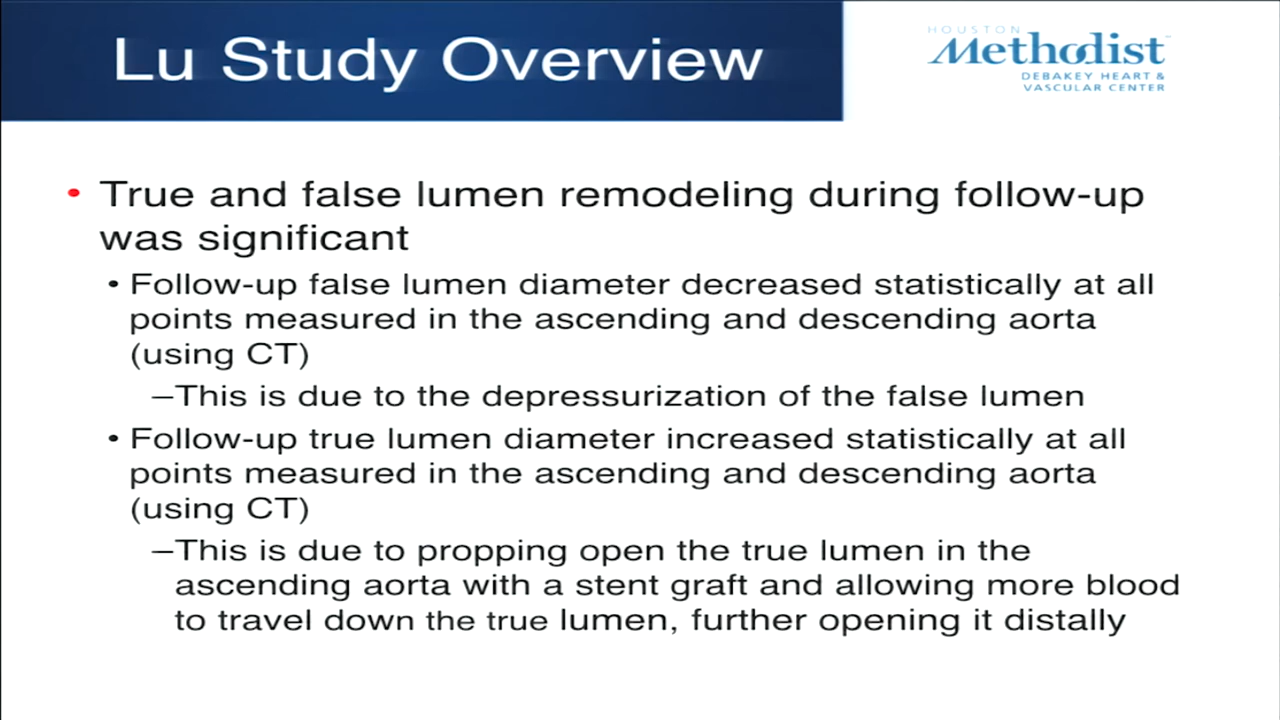 Lu Study Overview
HOUSTON
Methodist
DEBAKEY HEART &
VASCULAR CENTER
• True and false lumen remodeling during follow-up
was significant
• Follow-up false lumen diameter decreased statistically at all
points measured in the ascending and descending aorta
(using CT)
–This is due to the depressurization of the false lumen
• Follow-up true lumen diameter increased statistically at all
points measured in the ascending and descending aorta
(using CT)
–This is due to propping open the true lumen in the
ascending aorta with a stent graft and allowing more blood
to travel down the true lumen, further opening it distally